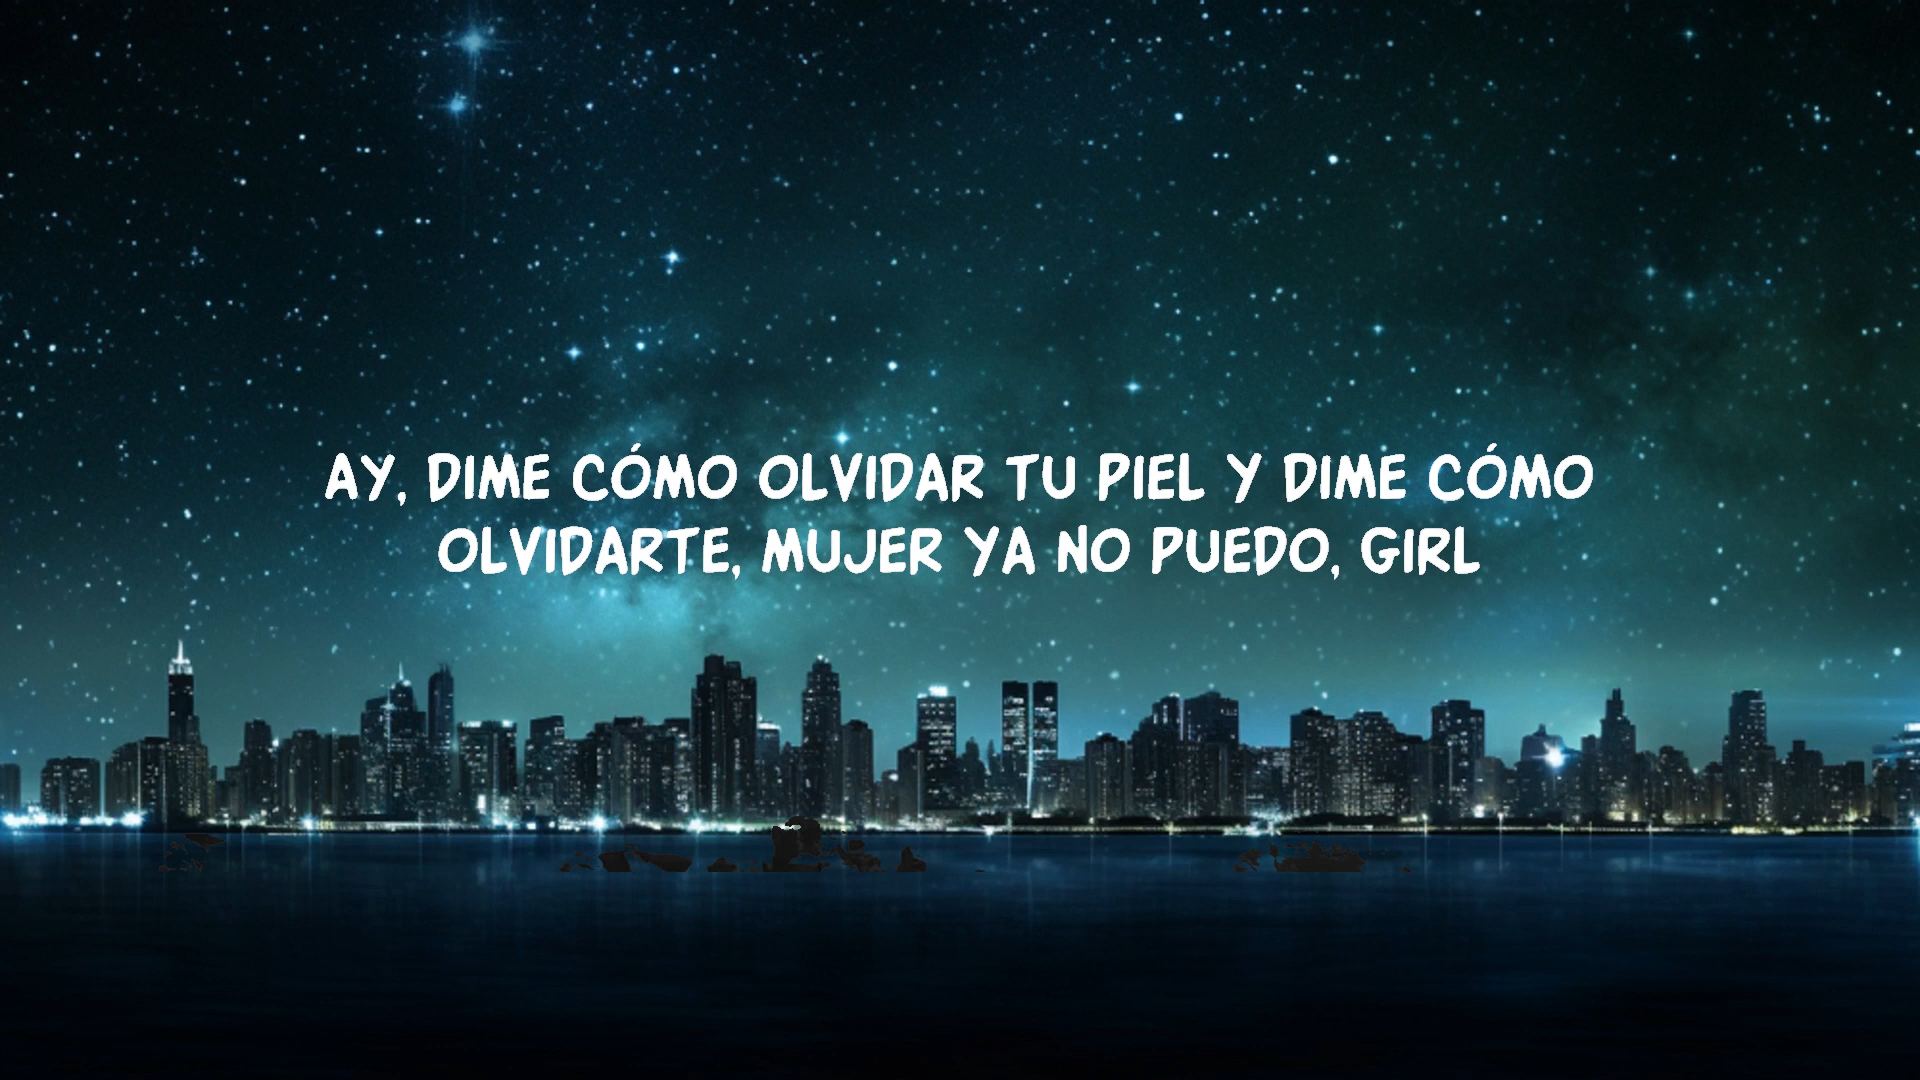 AY, DIME CÓMO OLVIDAR TU PIEL Y DIME CÓMO
OLVIDARTE, MUJER YA NO PUEDO, GIRL